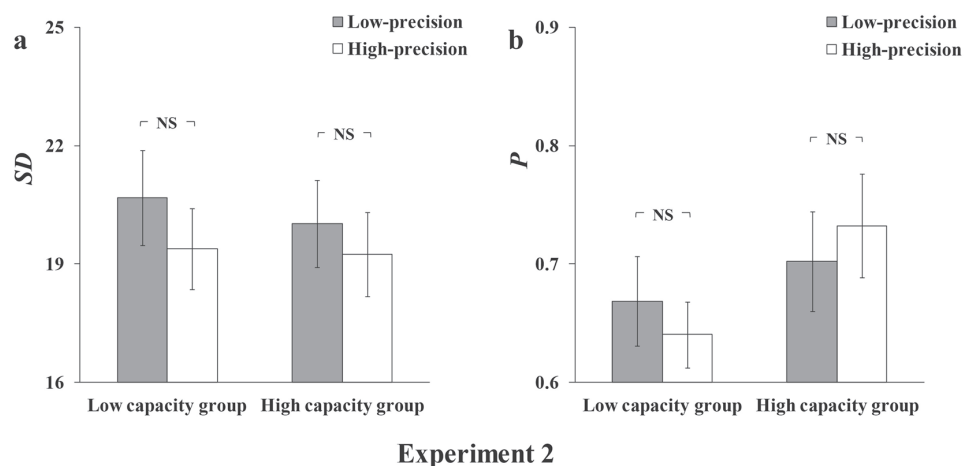 a
25
22
19
16
SD
Low-precision
High-precision
NS
NS
Low capacity group
High capacity group
b
0.9
0.8
0.7
0.6
P
Low-precision
High-precision
NS
NS
Low capacity group
High capacity group
Experiment 2